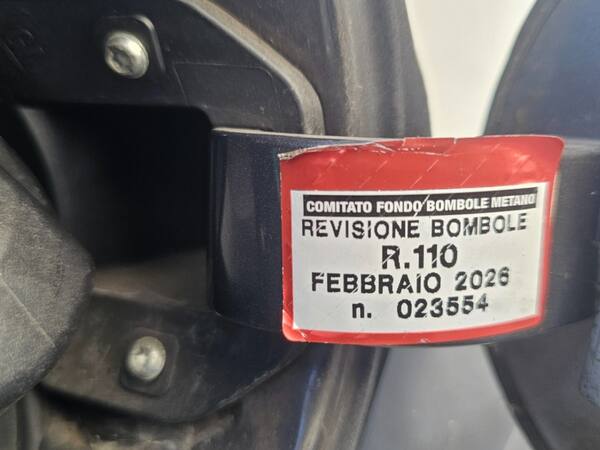 COMITATO FONDO BOMBOLE METANO
REVISIONE BOMBOLE
R.110
FEBBRAIO 2026
n. 023554